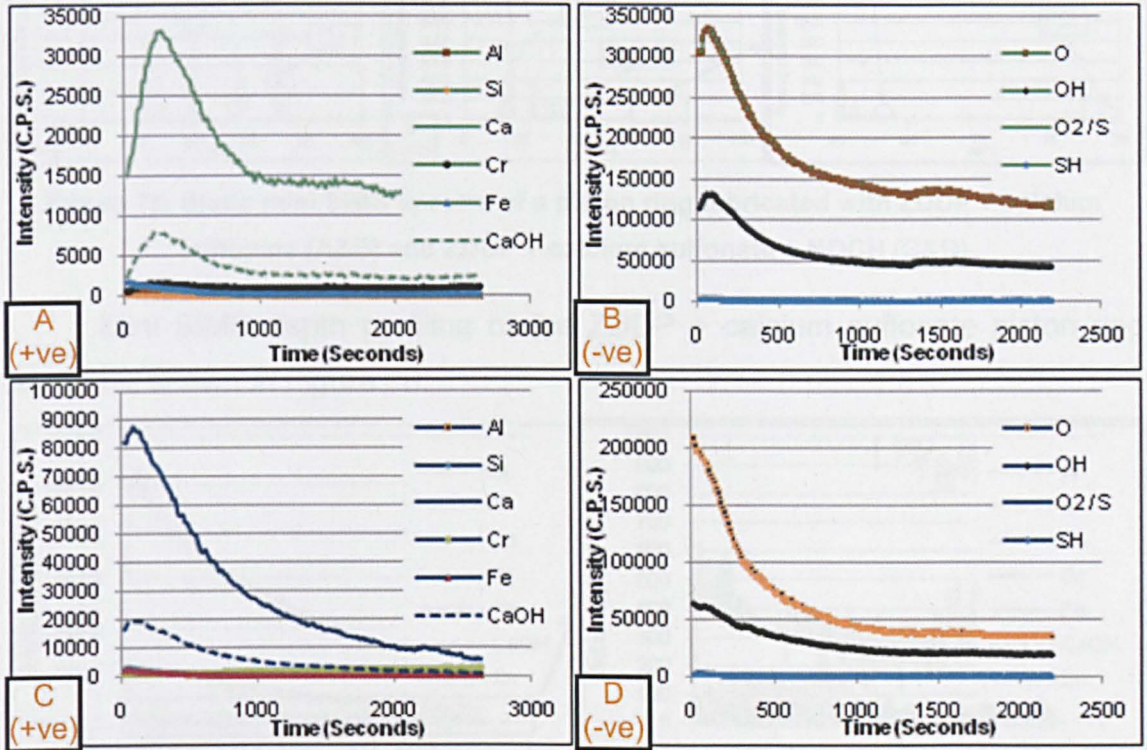 35000
30000
25000
20000
15000
10000
5000
0
Intensity (C.P.S.)
Al
Si
Ca
Cr
Fe
CaOH
0 1000 2000 3000
Time (Seconds)
A
(+ve)
350000
300000
250000
200000
150000
100000
50000
0
Intensity (C.P.S.)
O
OH
O2/S
SH
0 500 1000 1500 2000 2500
Time (Seconds)
B
(-ve)
100000
90000
80000
70000
60000
50000
40000
30000
20000
10000
0
Intensity (C.P.S.)
Al
Si
Ca
Cr
Fe
CaOH
0 1000 2000 3000
Time (Seconds)
C
(+ve)
250000
200000
150000
100000
50000
0
Intensity (C.P.S.)
O
OH
O2/S
SH
0 500 1000 1500 2000 2500
Time (Seconds)
D
(-ve)